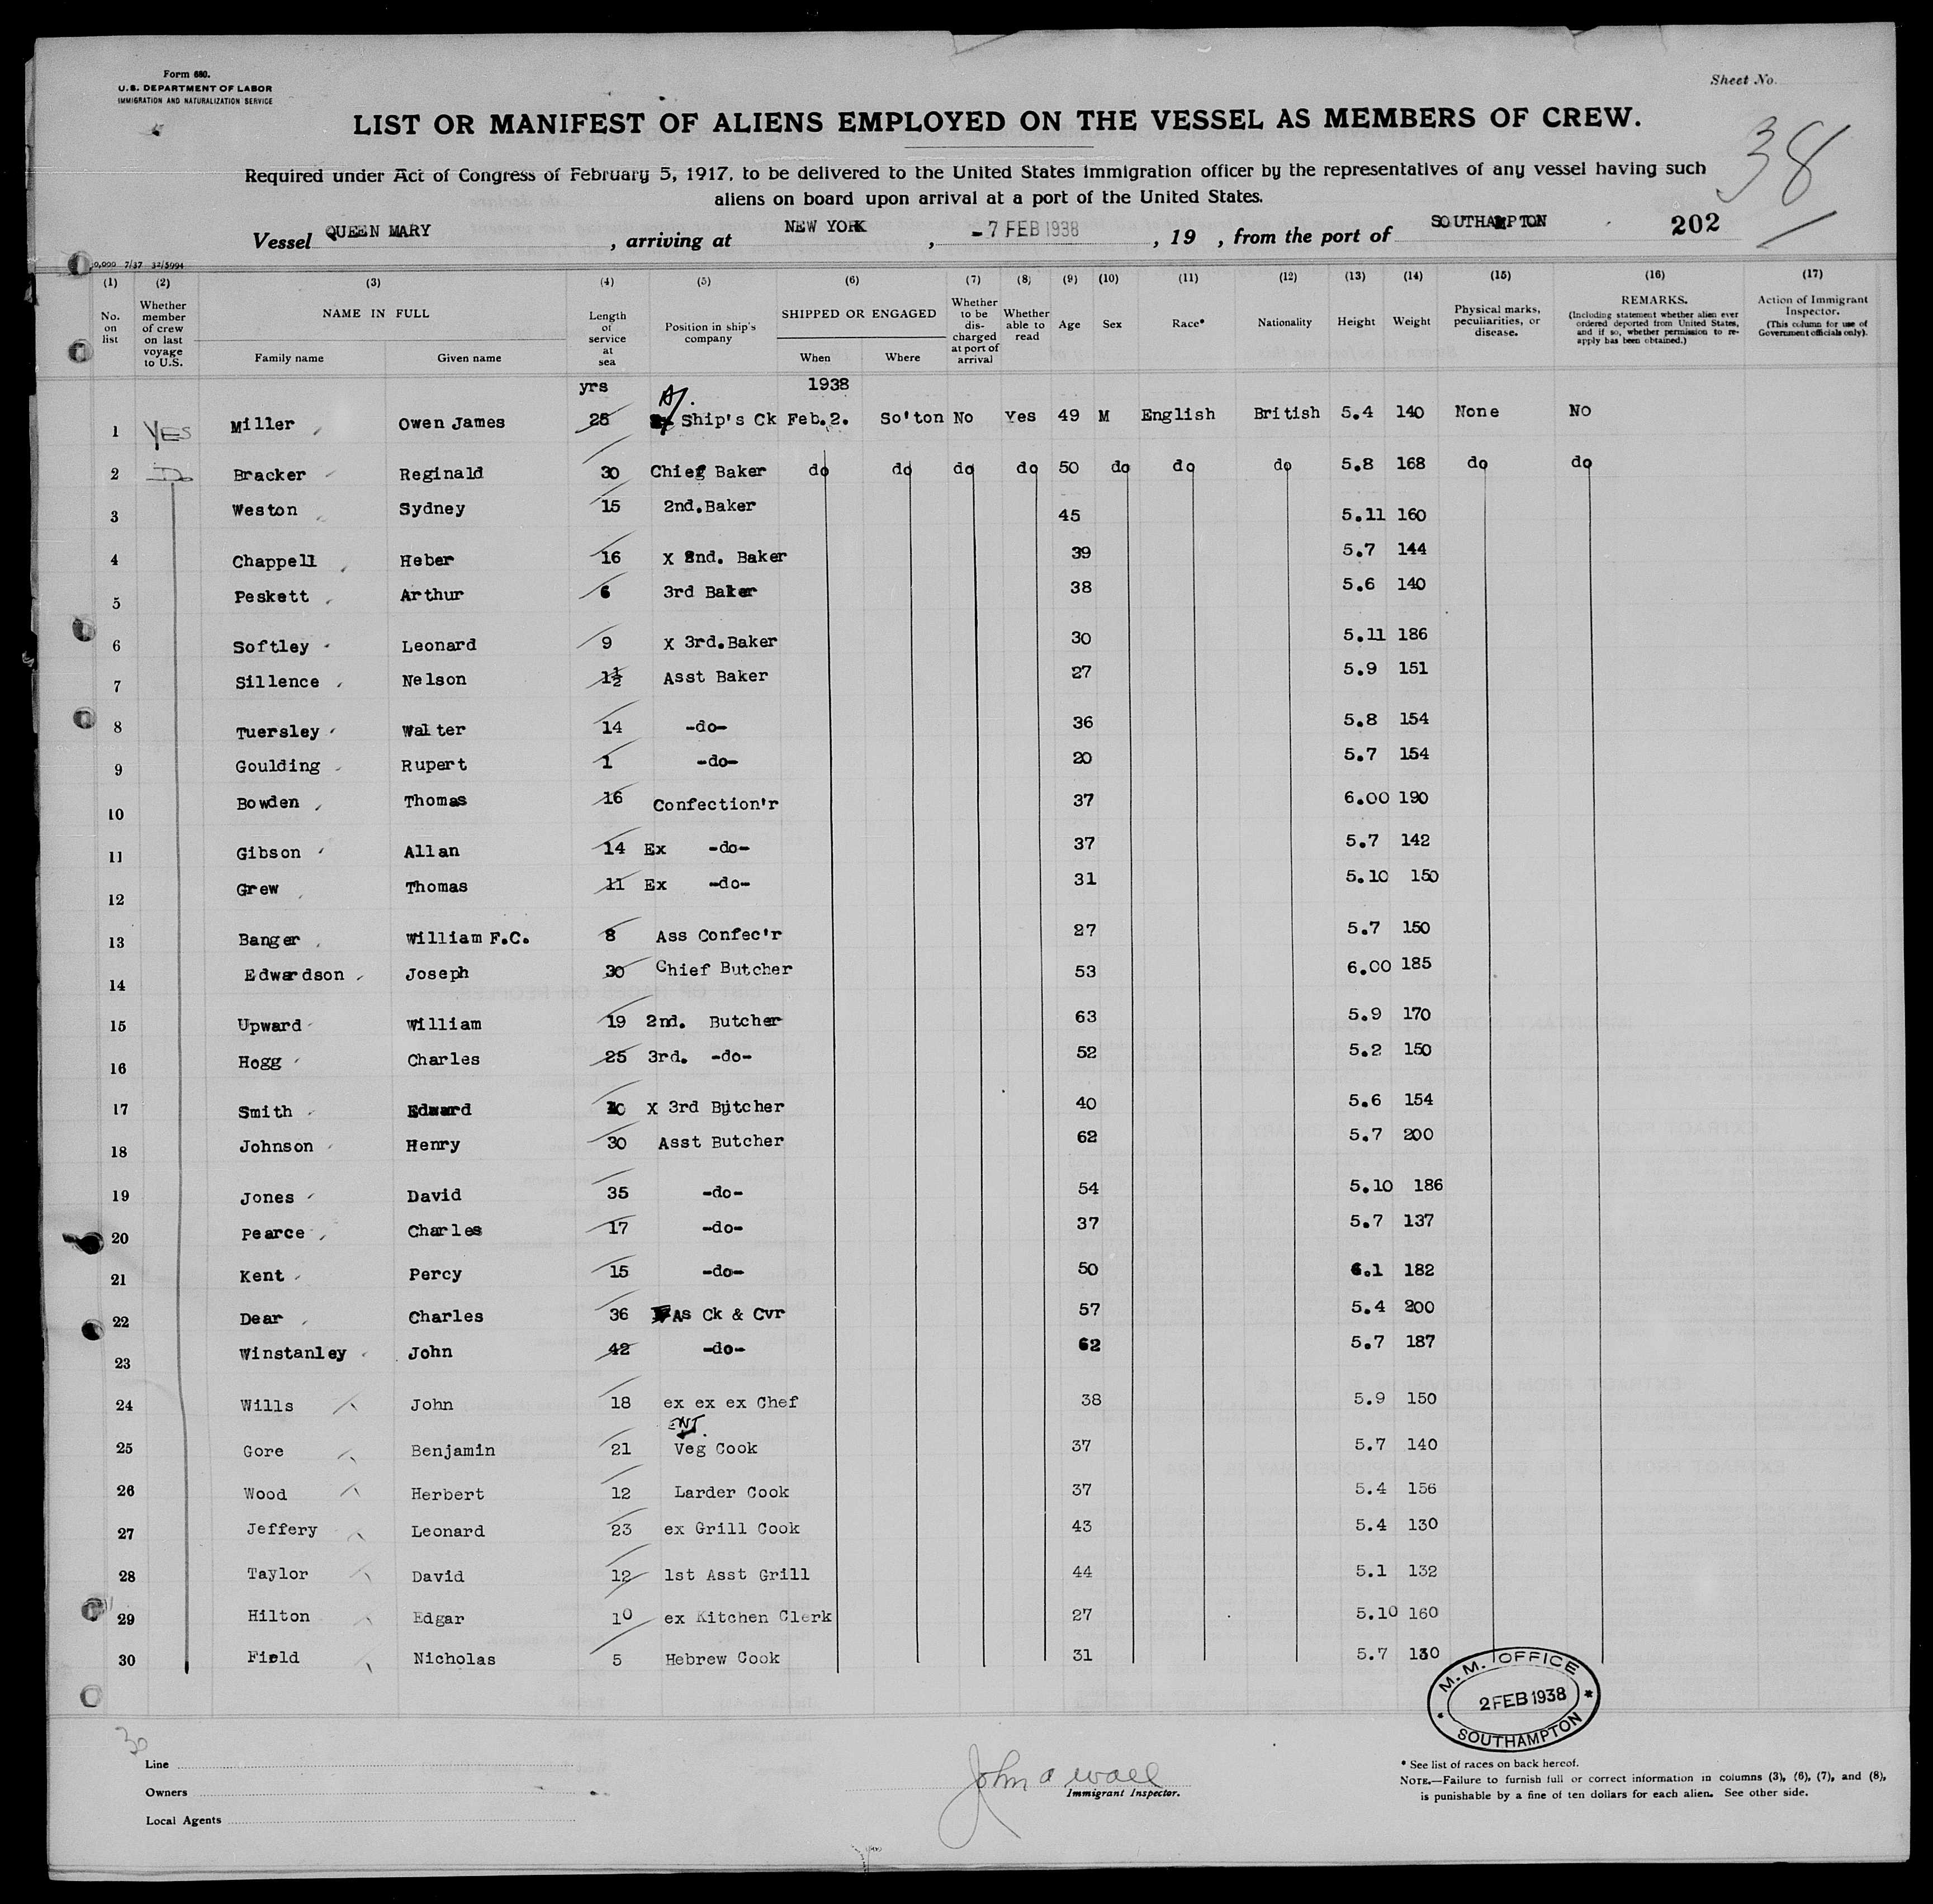 Form 680.
U.S. DEPARTMENT OF LABOR
IMMIGRATION AND NATURALIZATION SERVICE
Sheet No.
38
LIST OR MANIFEST OF ALIENS EMPLOYED ON THE VESSEL AS MEMBERS OF CREW.
Required under Act of Congress of February 5, 1917, to be delivered to the United States immigration officer by the representatives of any vessel having such
aliens on board upon arrival at a port of the United States.
Vessel QUEEN MARY , arriving at NEW YORK , -7 FEB 1938 , 19 , from the port of SOUTHAMPTON 202
0,000 7/37 32/5994
(1) (2) (3) (4) (5) (6) (7) (8) (9) (10) (11) (12) (13) (14) (15) (16) (17)
No. on list
Whether member of crew on last voyage to U.S.
NAME IN FULL
Family name Given name
Length of service at sea
Position in ship's company
SHIPPED OR ENGAGED
When Where
Whether to be discharged at port of arrival
Whether able to read
Age
Sex
Race*
Nationality
Height
Weight
Physical marks, peculiarities, or disease.
REMARKS.
(Including statement whether alien ever ordered deported from United States, and if so, whether permission to reapply has been obtained.)
Action of Immigrant Inspector.
(This column for use of Government officials only).
yrs 1938
1 YES Miller Owen James 25 Ship's Ck Feb.2. So'ton No Yes 49 M English British 5.4 140 None No
2 Do Bracker Reginald 30 Chief Baker do do do do 50 do do do 5.8 168 do do
3 Weston Sydney 15 2nd.Baker 45 5.11 160
4 Chappell Heber 16 x 2nd. Baker 39 5.7 144
5 Peskett Arthur 6 3rd Baker 38 5.6 140
6 Softley Leonard 9 x 3rd.Baker 30 5.11 186
7 Sillence Nelson 1½ Asst Baker 27 5.9 151
8 Tuersley Walter 14 -do- 36 5.8 154
9 Goulding Rupert 1 -do- 20 5.7 154
10 Bowden Thomas 16 Confection'r 37 6.00 190
11 Gibson Allan 14 Ex -do- 37 5.7 142
12 Grew Thomas 11 Ex -do- 31 5.10 150
13 Banger William F.C. 8 Ass Confec'r 27 5.7 150
14 Edwardson Joseph 30 Chief Butcher 53 6.00 185
15 Upward William 19 2nd. Butcher 63 5.9 170
16 Hogg Charles 25 3rd. -do- 52 5.2 150
17 Smith Edward x 3rd Butcher 40 5.6 154
18 Johnson Henry 30 Asst Butcher 62 5.7 200
19 Jones David 35 -do- 54 5.10 186
20 Pearce Charles 17 -do- 37 5.7 137
21 Kent Percy 15 -do- 50 6.1 182
22 Dear Charles 36 As Ck & Cvr 57 5.4 200
23 Winstanley John 42 -do- 62 5.7 187
24 Wills John 18 ex ex ex Chef 38 5.9 150
25 Gore Benjamin 21 Veg Cook 37 5.7 140
26 Wood Herbert 12 Larder Cook 37 5.4 156
27 Jeffery Leonard 23 ex Grill Cook 43 5.4 130
28 Taylor David 12 1st Asst Grill 44 5.1 132
29 Hilton Edgar 10 ex Kitchen Clerk 27 5.10 160
30 Field Nicholas 5 Hebrew Cook 31 5.7 130
M.M. OFFICE
2 FEB 1938
SOUTHAMPTON
30
Line
Owners
Local Agents
John a wall
Immigrant Inspector.
* See list of races on back hereof.
NOTE.—Failure to furnish full or correct information in columns (3), (6), (7), and (8),
is punishable by a fine of ten dollars for each alien. See other side.